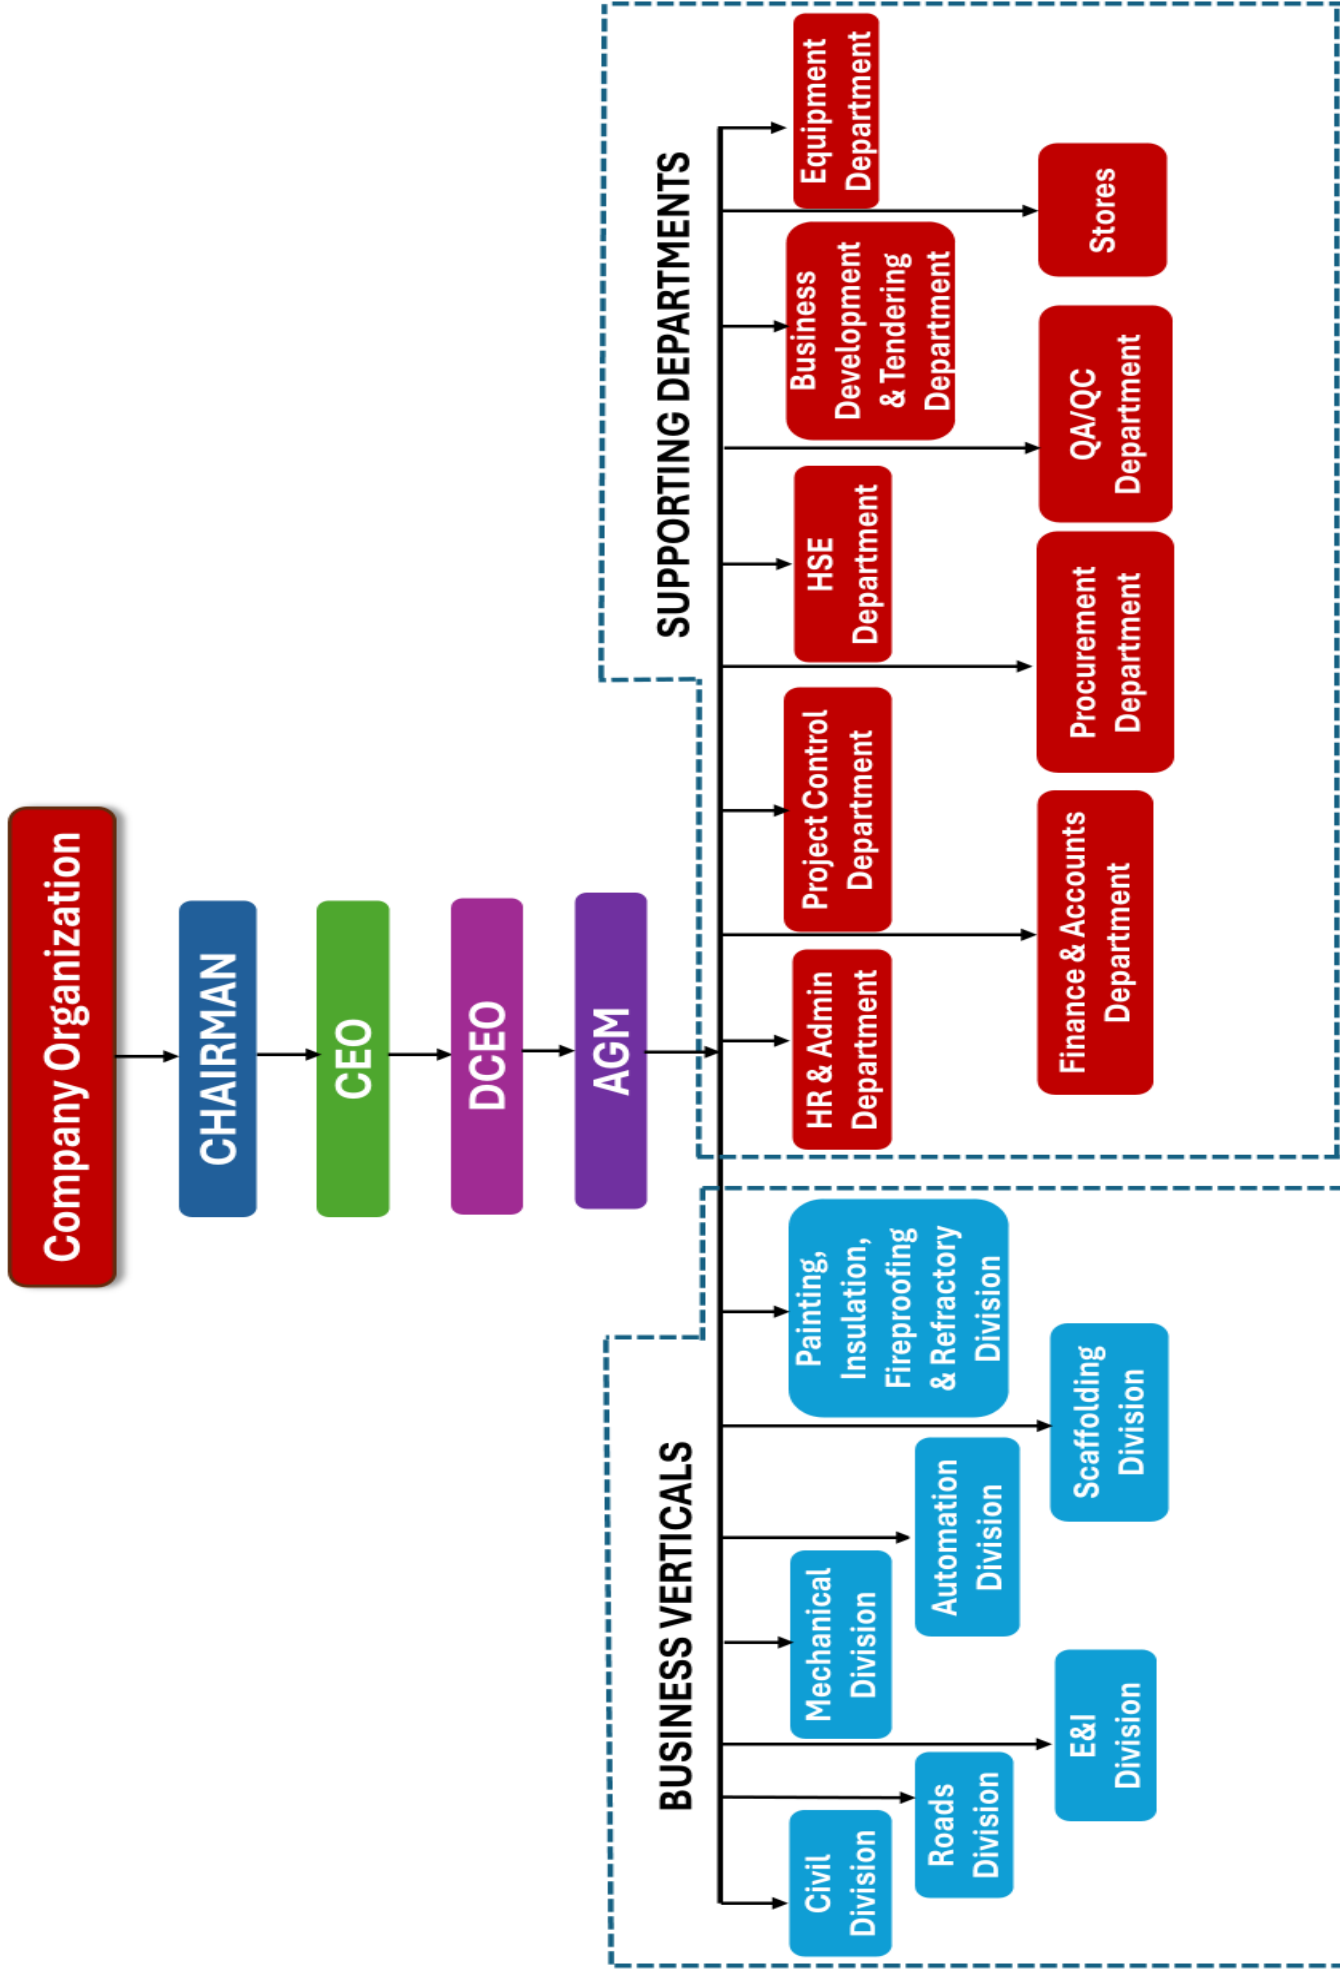 Company Organization
CHAIRMAN
CEO
DCEO
AGM
BUSINESS VERTICALS
Civil
Division
Roads
Division
E&I
Division
Mechanical
Division
Automation
Division
Scaffolding
Division
Painting,
Insulation,
Fireproofing
& Refractory
Division
SUPPORTING DEPARTMENTS
HR & Admin
Department
Finance & Accounts
Department
Project Control
Department
Procurement
Department
HSE
Department
QA/QC
Department
Business
Development
& Tendering
Department
Stores
Equipment
Department